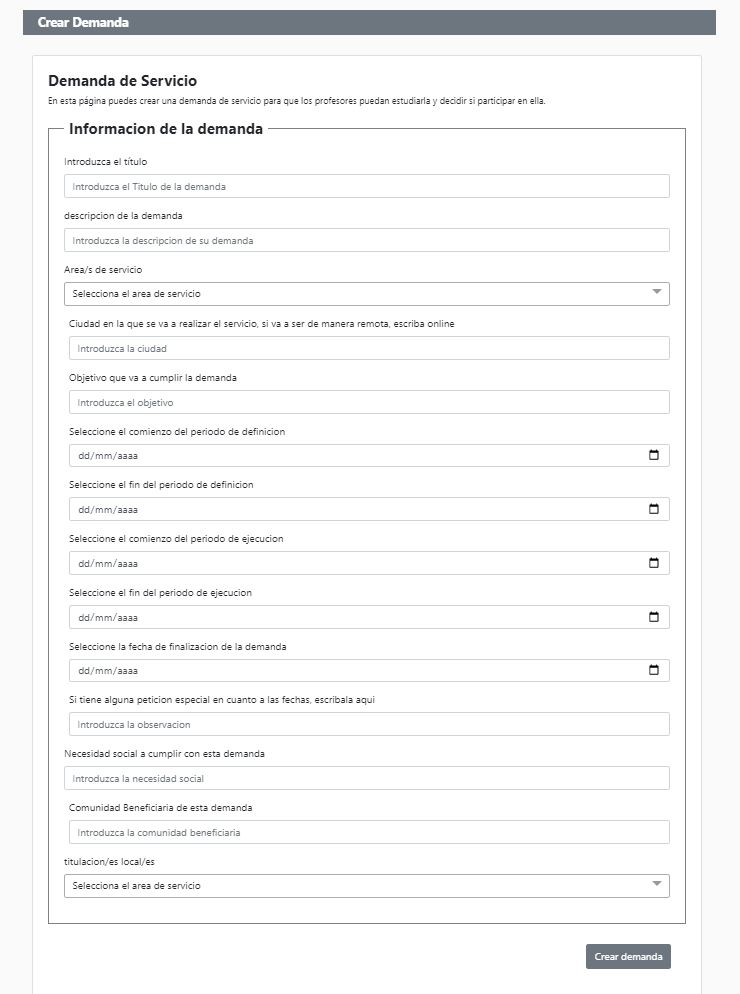 Crear Demanda
Demanda de Servicio
En esta página puedes crear una demanda de servicio para que los profesores puedan estudiarla y decidir si participar en ella.
Informacion de la demanda
Introduzca el título
Introduzca el Titulo de la demanda
descripcion de la demanda
Introduzca la descripcion de su demanda
Area/s de servicio
Selecciona el area de servicio
Ciudad en la que se va a realizar el servicio, si va a ser de manera remota, escriba online
Introduzca la ciudad
Objetivo que va a cumplir la demanda
Introduzca el objetivo
Seleccione el comienzo del periodo de definicion
dd/mm/aaaa
Seleccione el fin del periodo de definicion
dd/mm/aaaa
Seleccione el comienzo del periodo de ejecucion
dd/mm/aaaa
Seleccione el fin del periodo de ejecucion
dd/mm/aaaa
Seleccione la fecha de finalizacion de la demanda
dd/mm/aaaa
Si tiene alguna peticion especial en cuanto a las fechas, escribala aqui
Introduzca la observacion
Necesidad social a cumplir con esta demanda
Introduzca la necesidad social
Comunidad Beneficiaria de esta demanda
Introduzca la comunidad beneficiaria
titulacion/es local/es
Selecciona el area de servicio
Crear demanda